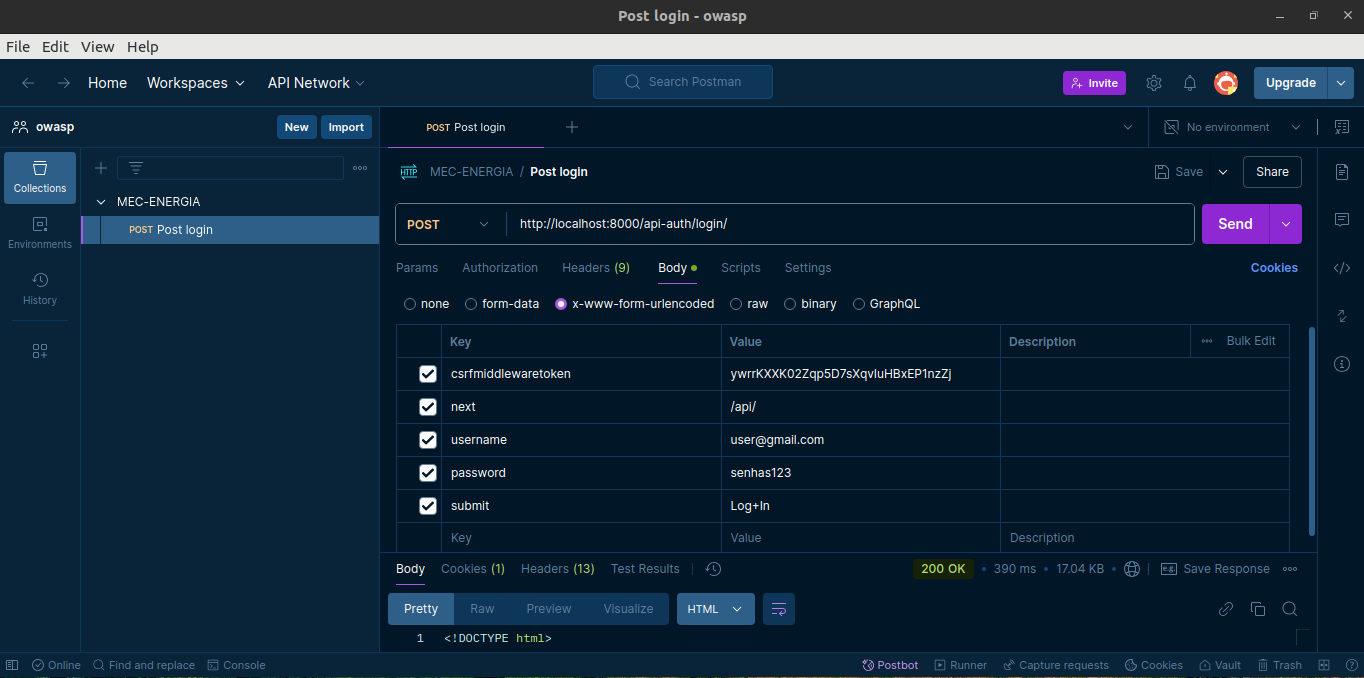 Post login - owasp
File Edit View Help
Home Workspaces API Network Search Postman Invite Upgrade
owasp New Import POST Post login No environment
Collections
Environments
History
MEC-ENERGIA
POST Post login
HTTP MEC-ENERGIA / Post login Save Share
POST http://localhost:8000/api-auth/login/ Send
Params Authorization Headers (9) Body Scripts Settings Cookies
none form-data x-www-form-urlencoded raw binary GraphQL
Key Value Description Bulk Edit
csrfmiddlewaretoken ywrrKXXK02Zqp5D7sXqvluHBxEP1nzZj
next /api/
username user@gmail.com
password senhas123
submit Log+In
Key Value Description
Body Cookies (1) Headers (13) Test Results 200 OK 390 ms 17.04 KB e.g. Save Response
Pretty Raw Preview Visualize HTML
1 <!DOCTYPE html>
Online Find and replace Console Postbot Runner Capture requests Cookies Vault Trash